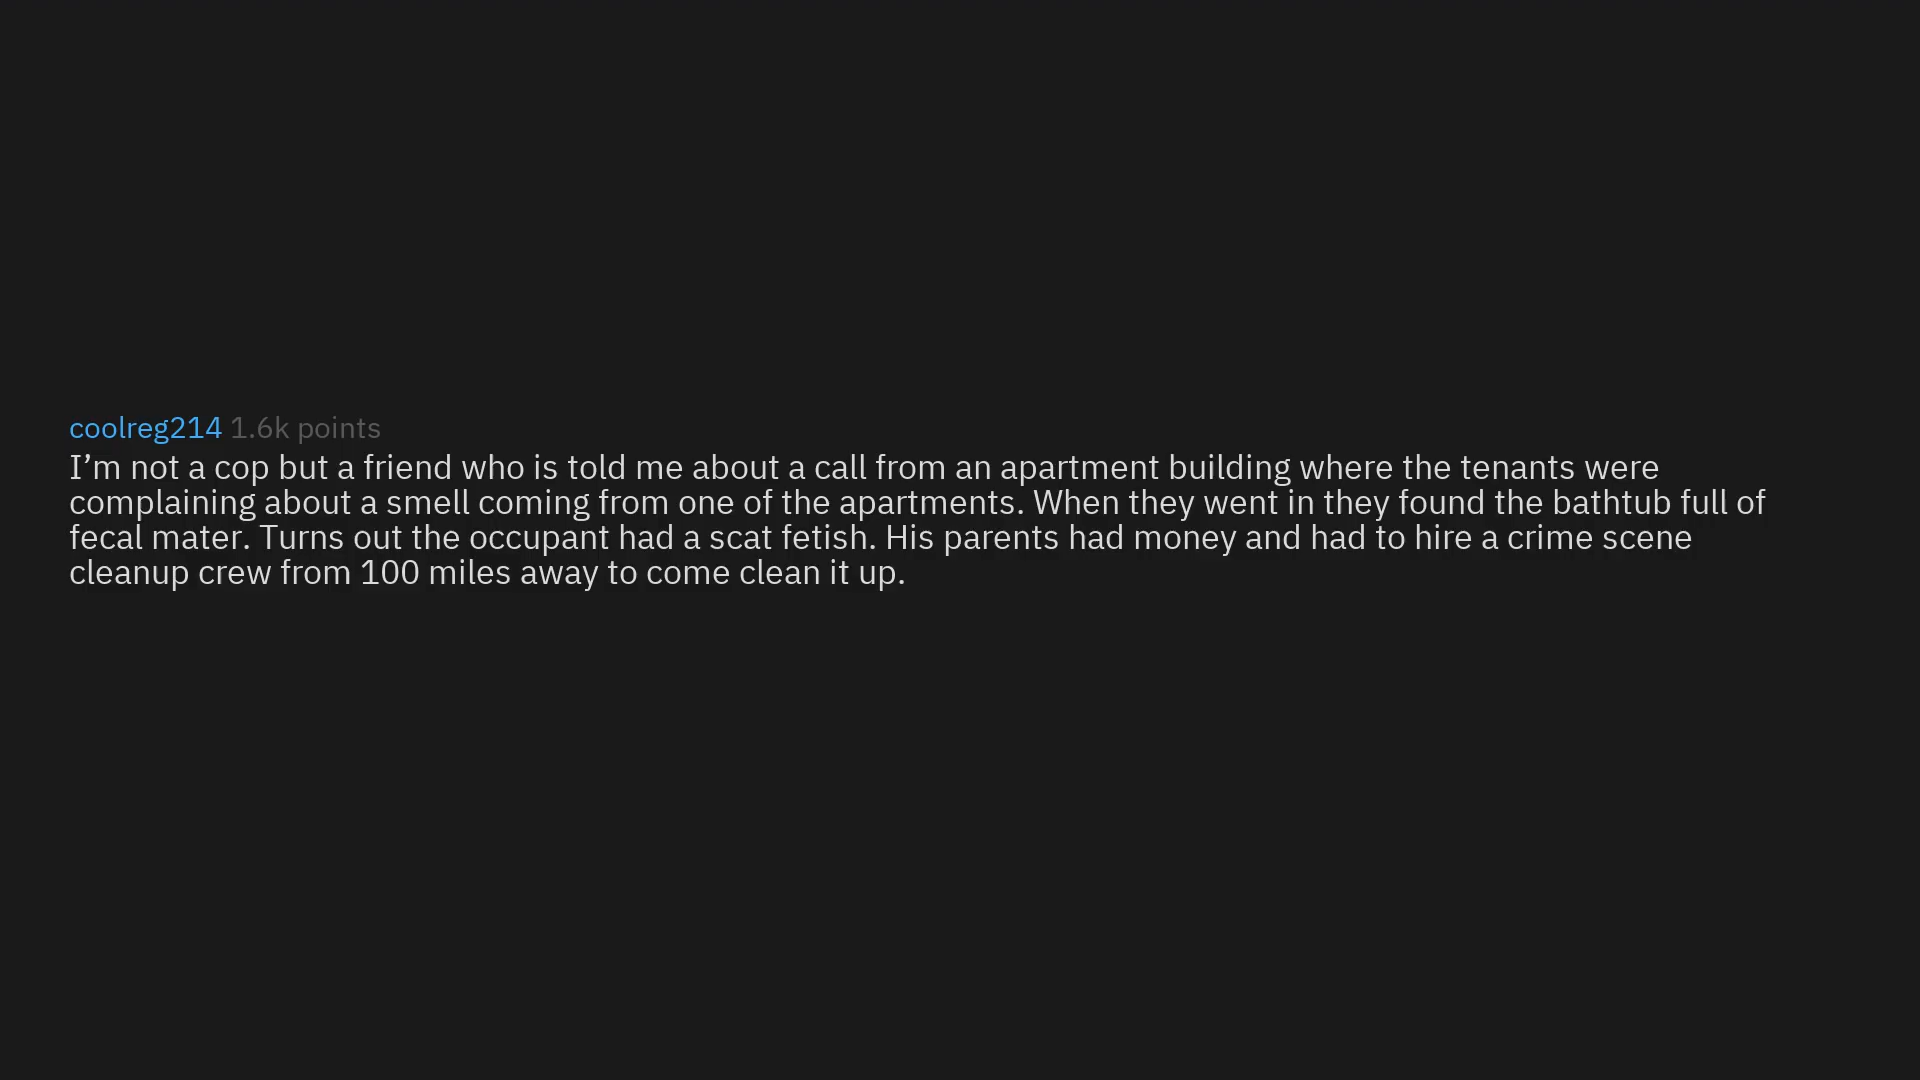 coolreg214 1.6k points
I’m not a cop but a friend who is told me about a call from an apartment building where the tenants were
complaining about a smell coming from one of the apartments. When they went in they found the bathtub full of
fecal mater. Turns out the occupant had a scat fetish. His parents had money and had to hire a crime scene
cleanup crew from 100 miles away to come clean it up.